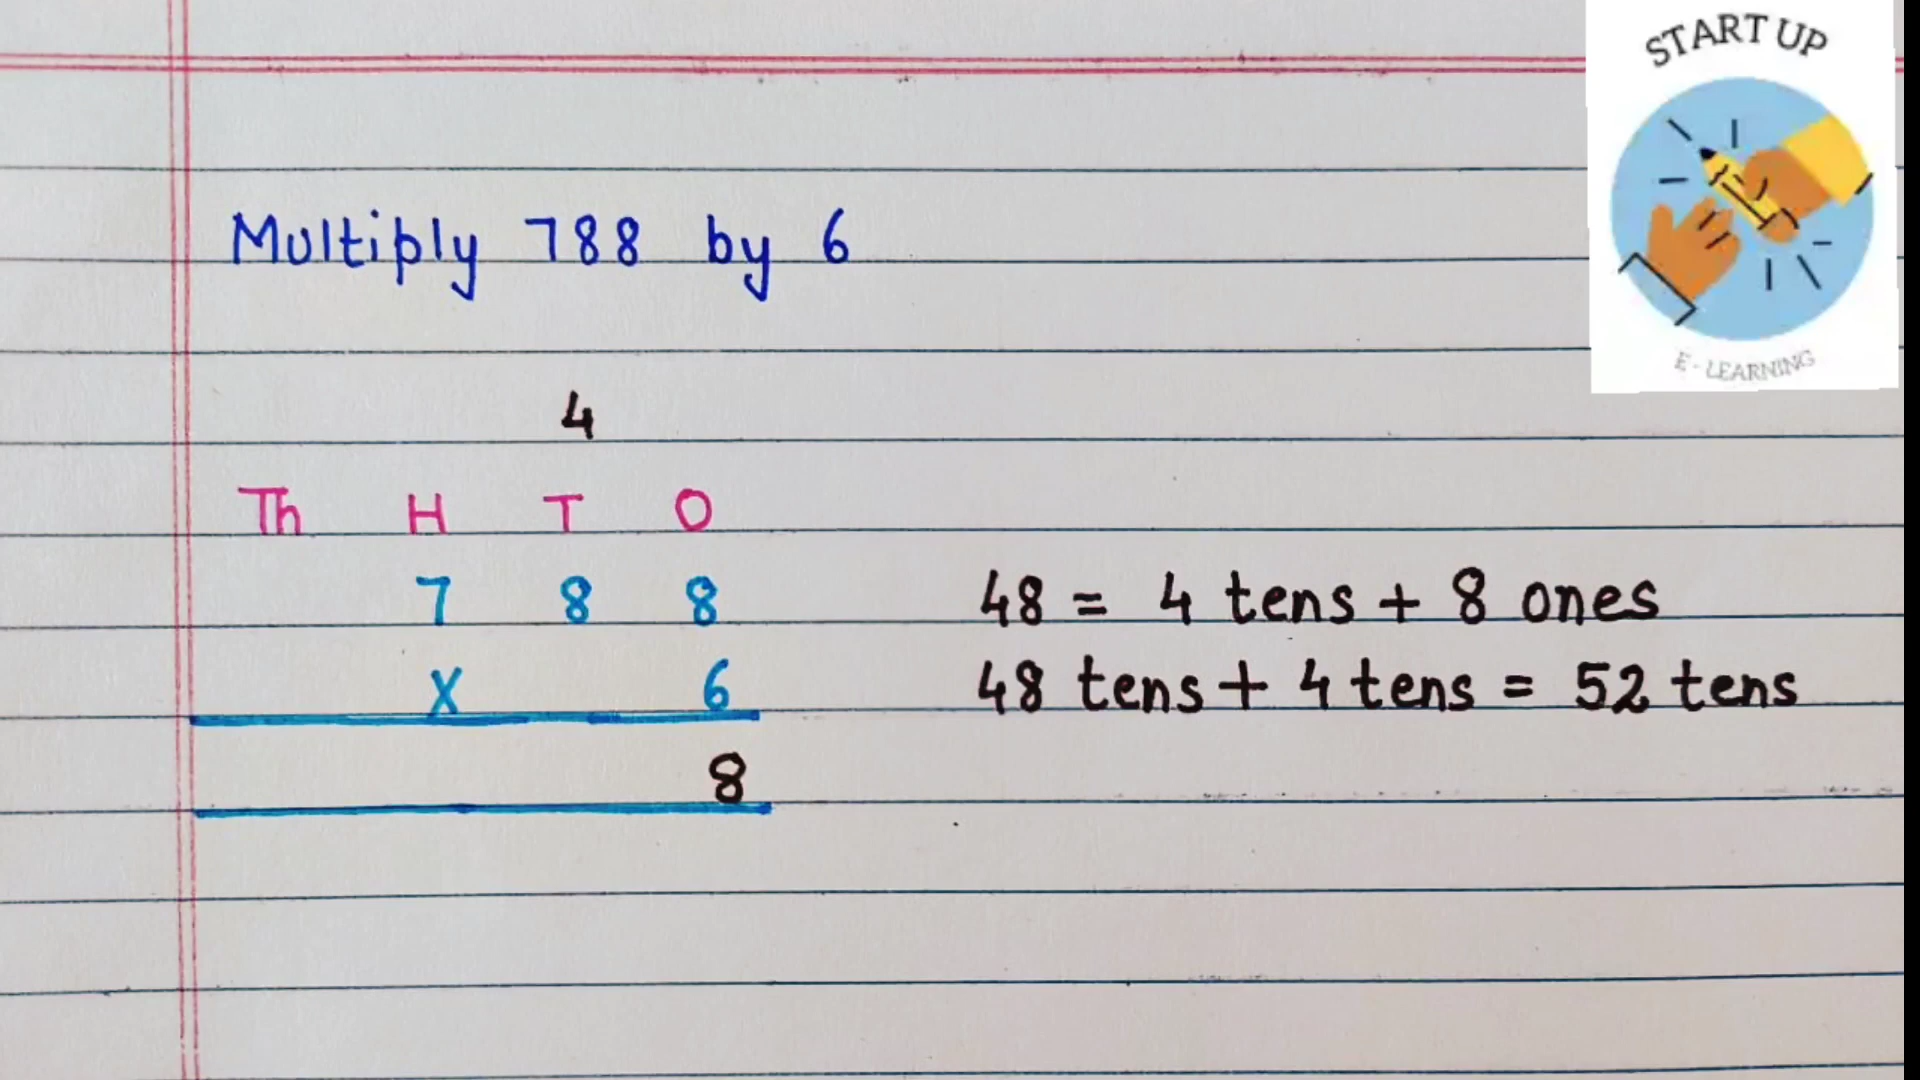 START UP
E - LEARNING
Multiply 788 by 6
4
Th H T O
7 8 8
48 = 4 tens + 8 ones
X 6
48 tens + 4 tens = 52 tens
8